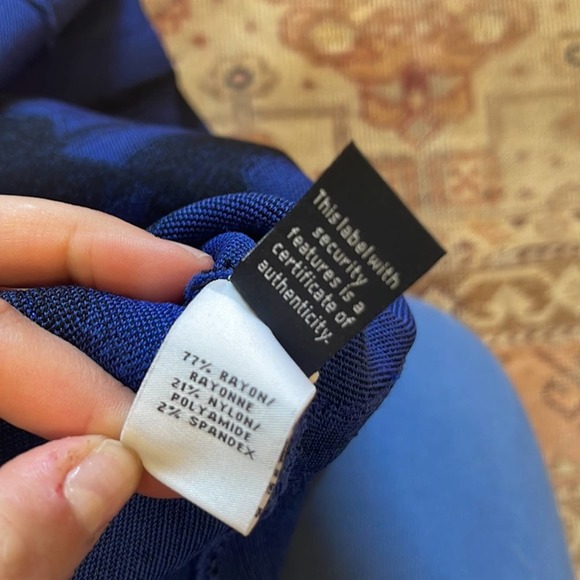 This label with
security
features is a
certificate of
authenticity.
77% RAYON/
RAYONNE
21% NYLON/
POLYAMIDE
2% SPANDEX